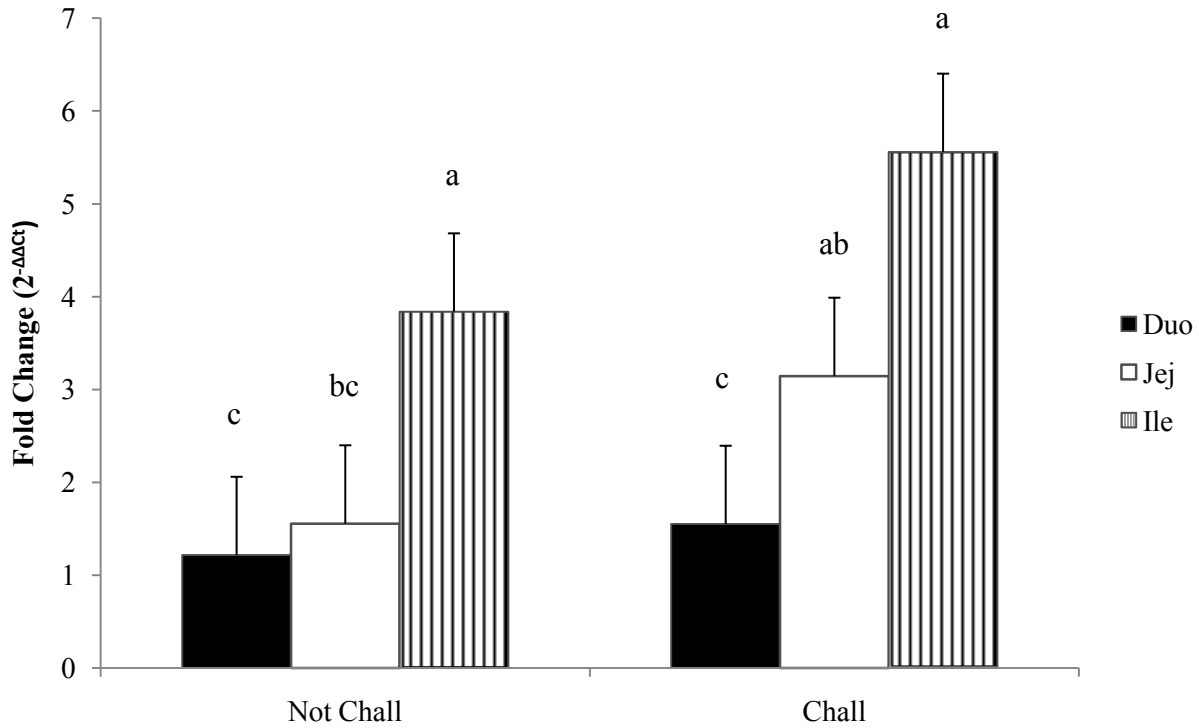 7
6
5
4
3
2
1
0
Fold Change (2^-ΔΔCt)
c
bc
a
c
ab
a
Not Chall
Chall
Duo
Jej
Ile